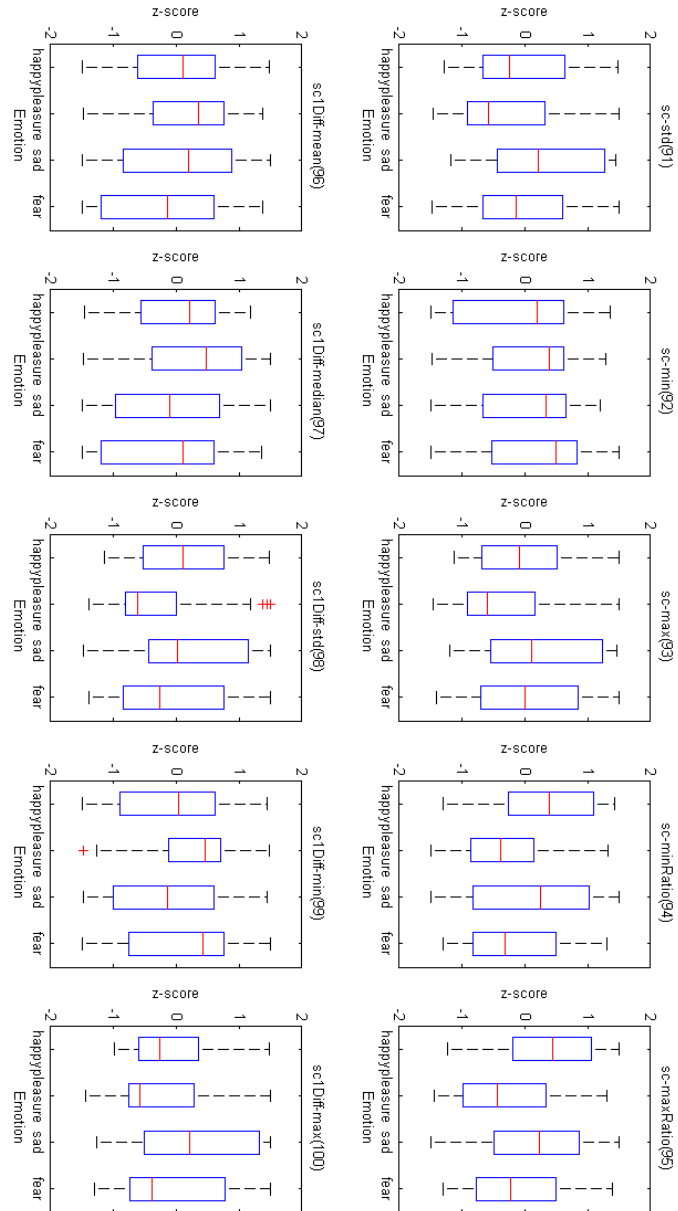 sc-std(91)
2
1
0
-1
-2
z-score
happypleasure sad fear
Emotion
sc-min(92)
2
1
0
-1
-2
z-score
happypleasure sad fear
Emotion
sc-max(93)
2
1
0
-1
-2
z-score
happypleasure sad fear
Emotion
sc-minRatio(94)
2
1
0
-1
-2
z-score
happypleasure sad fear
Emotion
sc-maxRatio(95)
2
1
0
-1
-2
z-score
happypleasure sad fear
Emotion
sc1Diff-mean(96)
2
1
0
-1
-2
z-score
happypleasure sad fear
Emotion
sc1Diff-median(97)
2
1
0
-1
-2
z-score
happypleasure sad fear
Emotion
sc1Diff-std(98)
2
1
0
-1
-2
z-score
happypleasure sad fear
Emotion
sc1Diff-min(99)
2
1
0
-1
-2
z-score
happypleasure sad fear
Emotion
sc1Diff-max(100)
2
1
0
-1
-2
z-score
happypleasure sad fear
Emotion